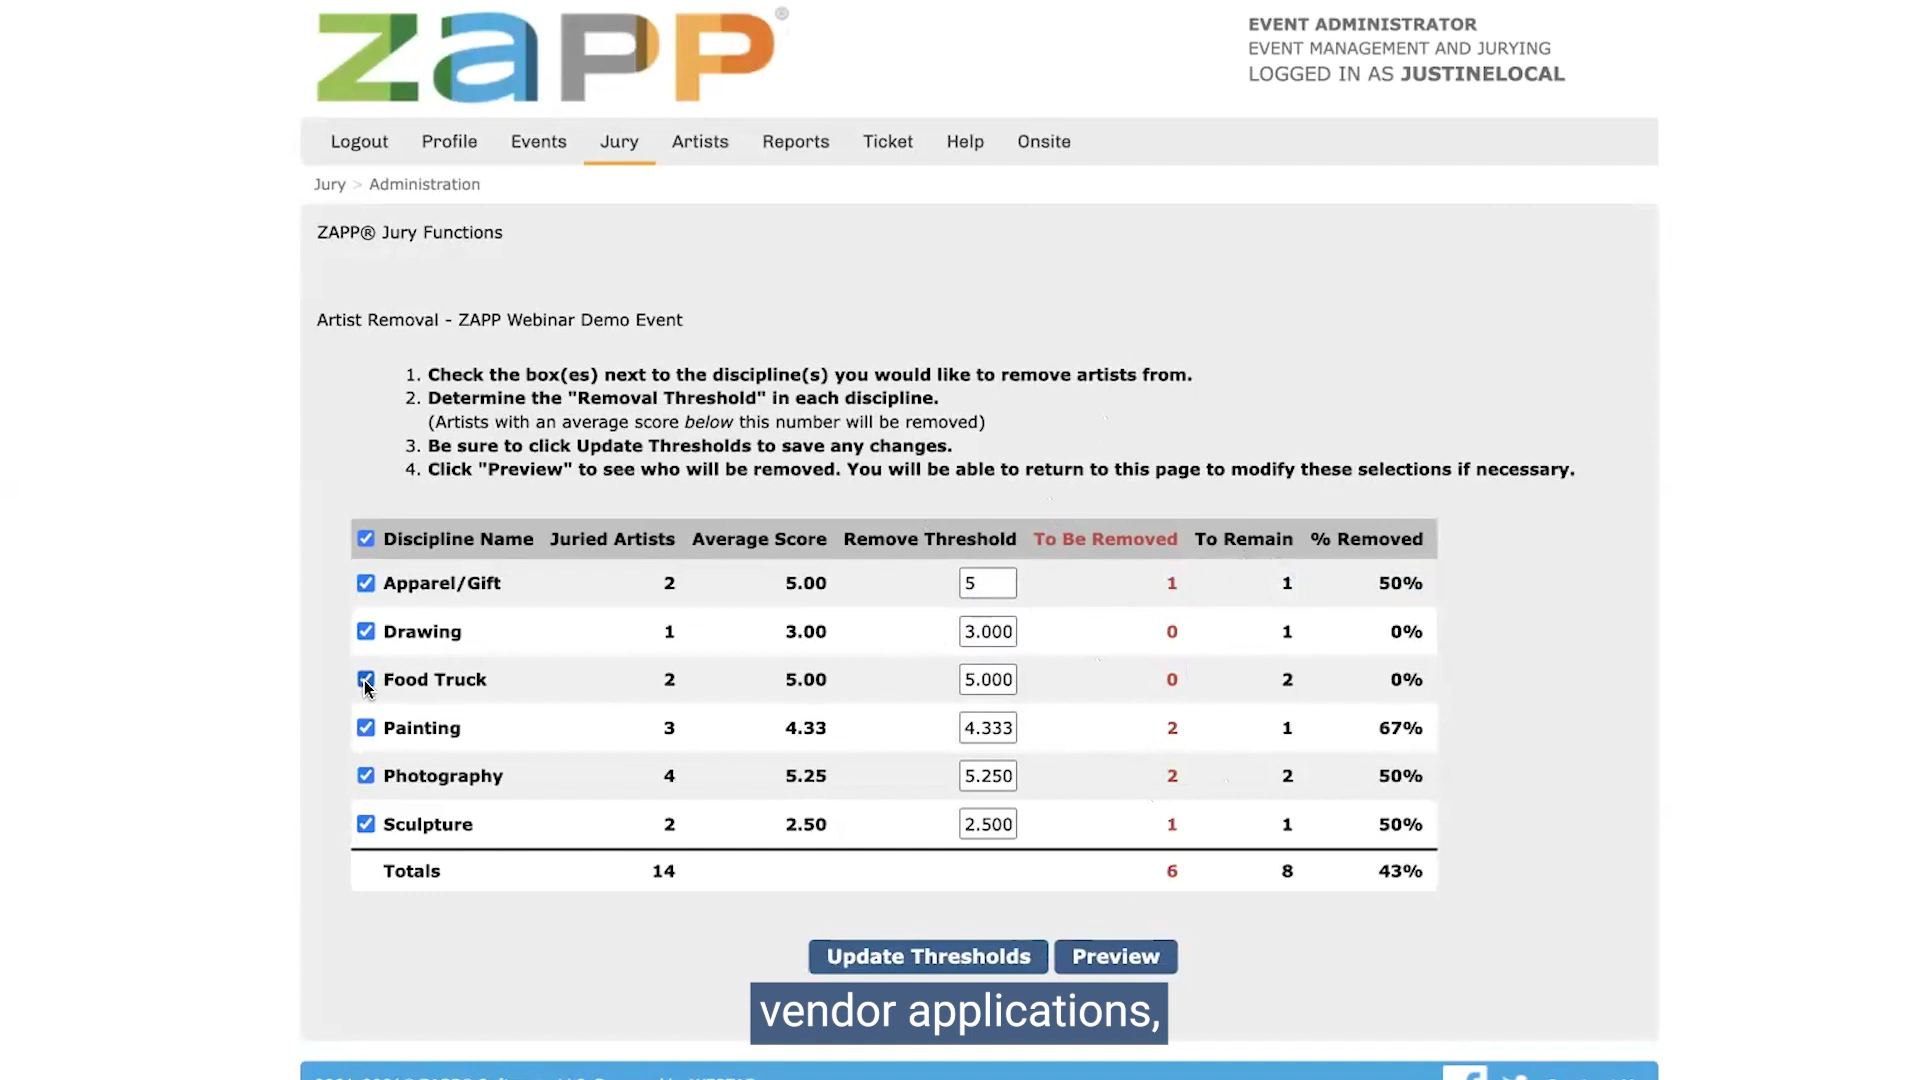 zapp®
EVENT ADMINISTRATOR
EVENT MANAGEMENT AND JURYING
LOGGED IN AS JUSTINELOCAL
Logout Profile Events Jury Artists Reports Ticket Help Onsite
Jury > Administration
ZAPP® Jury Functions
Artist Removal - ZAPP Webinar Demo Event
1. Check the box(es) next to the discipline(s) you would like to remove artists from.
2. Determine the "Removal Threshold" in each discipline.
(Artists with an average score below this number will be removed)
3. Be sure to click Update Thresholds to save any changes.
4. Click "Preview" to see who will be removed. You will be able to return to this page to modify these selections if necessary.
Discipline Name Juried Artists Average Score Remove Threshold To Be Removed To Remain % Removed
Apparel/Gift 2 5.00 5 1 1 50%
Drawing 1 3.00 3.000 0 1 0%
Food Truck 2 5.00 5.000 0 2 0%
Painting 3 4.33 4.333 2 1 67%
Photography 4 5.25 5.250 2 2 50%
Sculpture 2 2.50 2.500 1 1 50%
Totals 14 6 8 43%
Update Thresholds Preview
vendor applications,